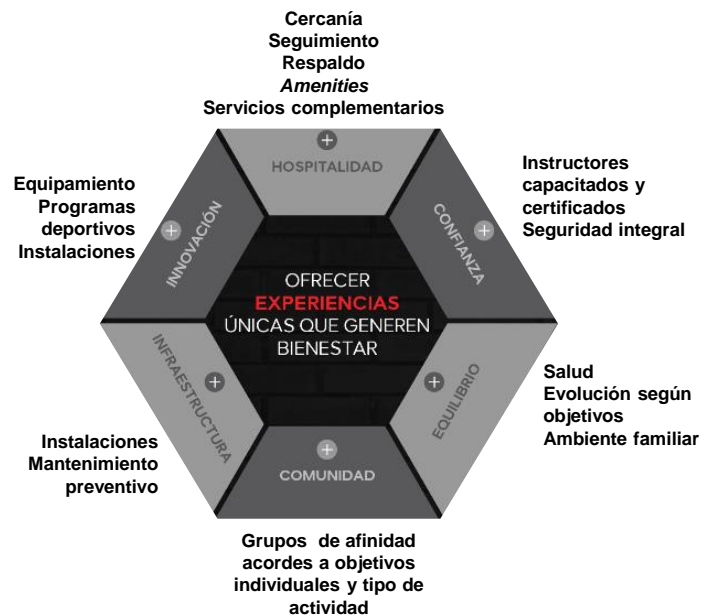 Cercanía
Seguimiento
Respaldo
Amenities
Servicios complementarios
HOSPITALIDAD
Instructores
capacitados y
certificados
Seguridad integral
CONFIANZA
Salud
Evolución según
objetivos
Ambiente familiar
EQUILIBRIO
Grupos de afinidad
acordes a objetivos
individuales y tipo de
actividad
COMUNIDAD
Instalaciones
Mantenimiento
preventivo
INFRAESTRUCTURA
Equipamiento
Programas
deportivos
Instalaciones
INNOVACIÓN
OFRECER
EXPERIENCIAS
ÚNICAS QUE GENEREN
BIENESTAR